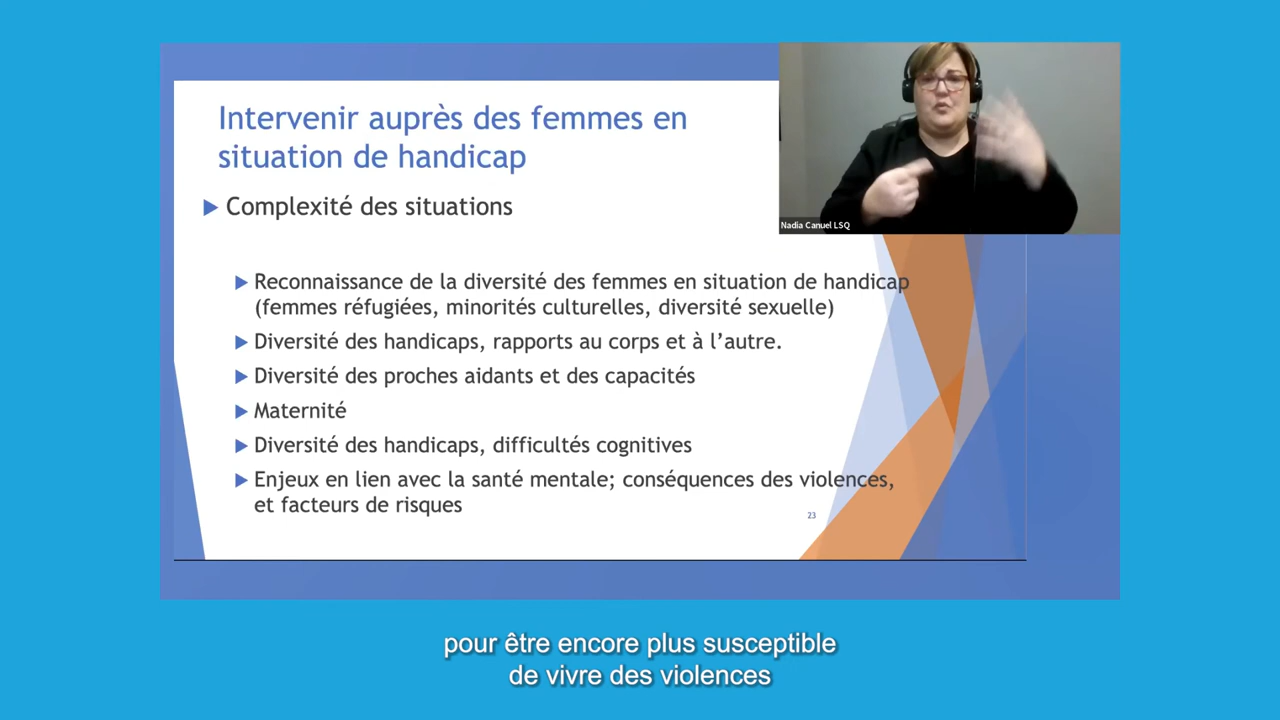 Intervenir auprès des femmes en
situation de handicap
Complexité des situations
Nadia Canuel LSQ
Reconnaissance de la diversité des femmes en situation de handicap
(femmes réfugiées, minorités culturelles, diversité sexuelle)
Diversité des handicaps, rapports au corps et à l’autre.
Diversité des proches aidants et des capacités
Maternité
Diversité des handicaps, difficultés cognitives
Enjeux en lien avec la santé mentale; conséquences des violences,
et facteurs de risques
23
pour être encore plus susceptible
de vivre des violences